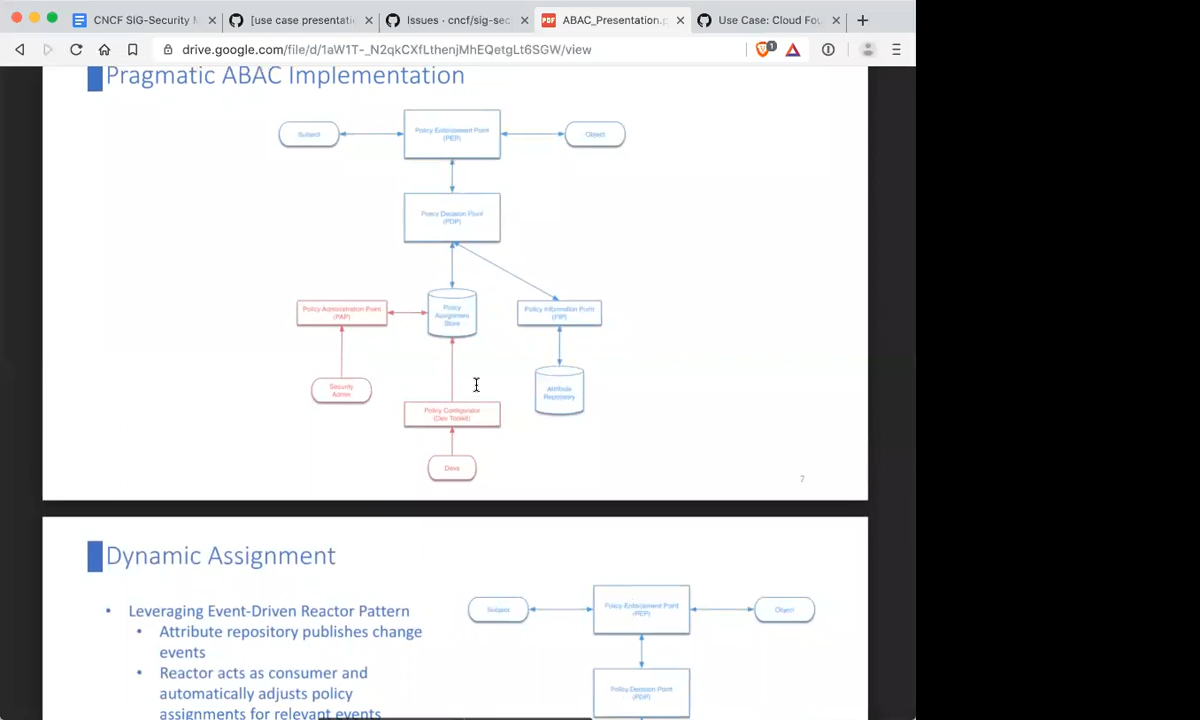 CNCF SIG-Security M
[use case presentati
Issues · cncf/sig-sec
PDF
ABAC_Presentation.p
Use Case: Cloud Fou
drive.google.com/file/d/1aW1T-_N2qkCXfLthenjMhEQetgLt6SGW/view
1
Pragmatic ABAC Implementation
Subject
Policy Enforcement Point
(PEP)
Object
Policy Decision Point
(PDP)
Policy Administration Point
(PAP)
Policy
Assignment
Store
Policy Information Point
(PIP)
Security
Admin
Attribute
Repository
Policy Configurator
(Dev Toolkit)
Devs
7
Dynamic Assignment
• Leveraging Event-Driven Reactor Pattern
• Attribute repository publishes change
events
• Reactor acts as consumer and
automatically adjusts policy
assignments for relevant events
Subject
Policy Enforcement Point
(PEP)
Object
Policy Decision Point
(PDP)